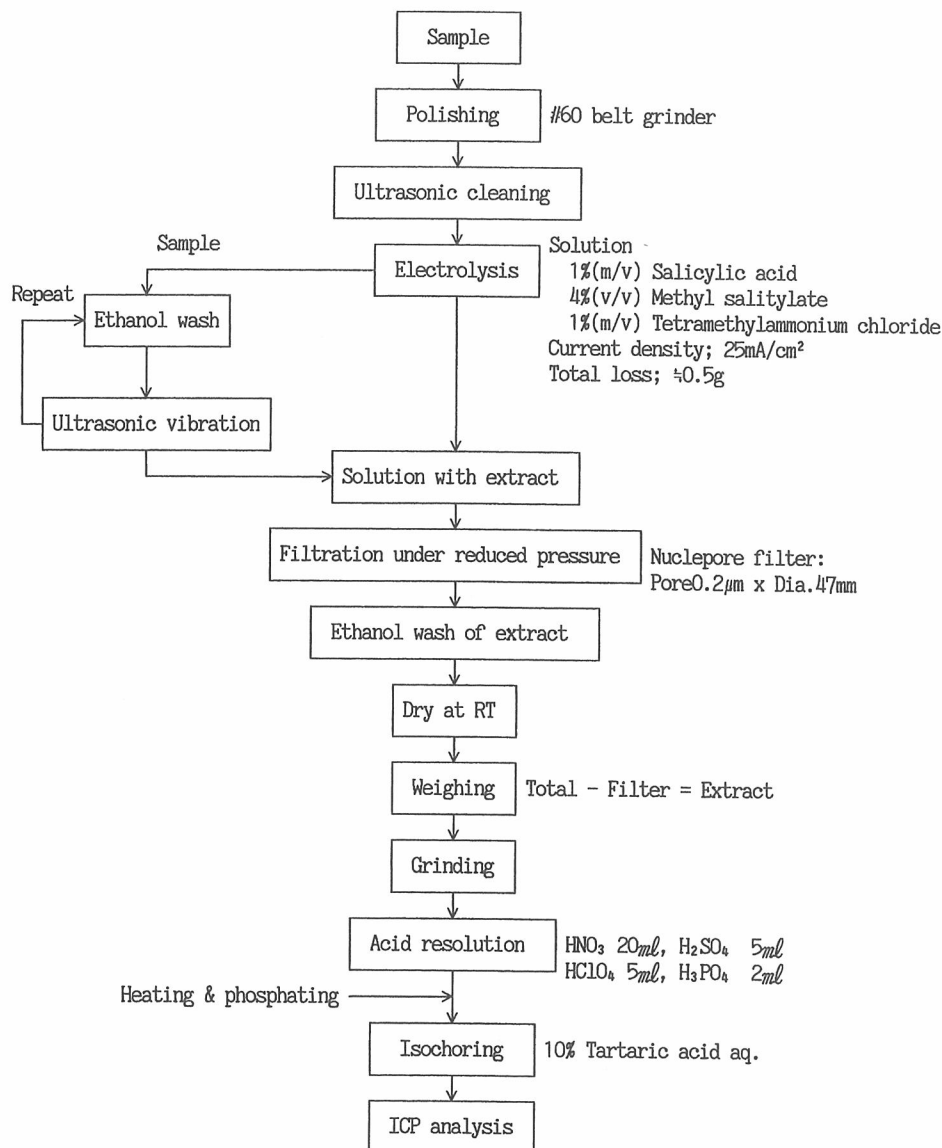 Sample
Polishing
#60 belt grinder
Ultrasonic cleaning
Sample
Electrolysis
Solution
1%(m/v) Salicylic acid
4%(v/v) Methyl salitylate
1%(m/v) Tetramethylammonium chloride
Current density; 25mA/cm²
Total loss; ≒0.5g
Repeat
Ethanol wash
Ultrasonic vibration
Solution with extract
Filtration under reduced pressure
Nuclepore filter:
Pore0.2μm x Dia.47mm
Ethanol wash of extract
Dry at RT
Weighing
Total - Filter = Extract
Grinding
Acid resolution
HNO₃ 20mℓ, H₂SO₄ 5mℓ
HClO₄ 5mℓ, H₃PO₄ 2mℓ
Heating & phosphating
Isochoring
10% Tartaric acid aq.
ICP analysis